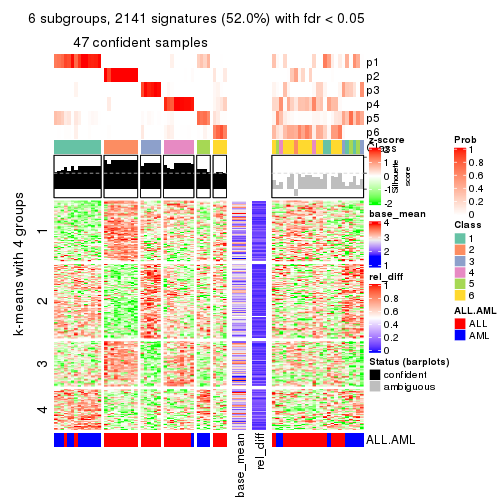 6 subgroups, 2141 signatures (52.0%) with fdr < 0.05
47 confident samples
p1
p2
p3
p4
p5
p6
Class
Silhouette
score
k-means with 4 groups
1
2
3
4
base_mean
rel_diff
ALL.AML
z-score
2
1
0
-1
-2
base_mean
4
3
2
1
rel_diff
1
0.8
0.6
0.4
0.2
0
Status (barplots)
confident
ambiguous
Prob
1
0.8
0.6
0.4
0.2
0
Class
1
2
3
4
5
6
ALL.AML
ALL
AML